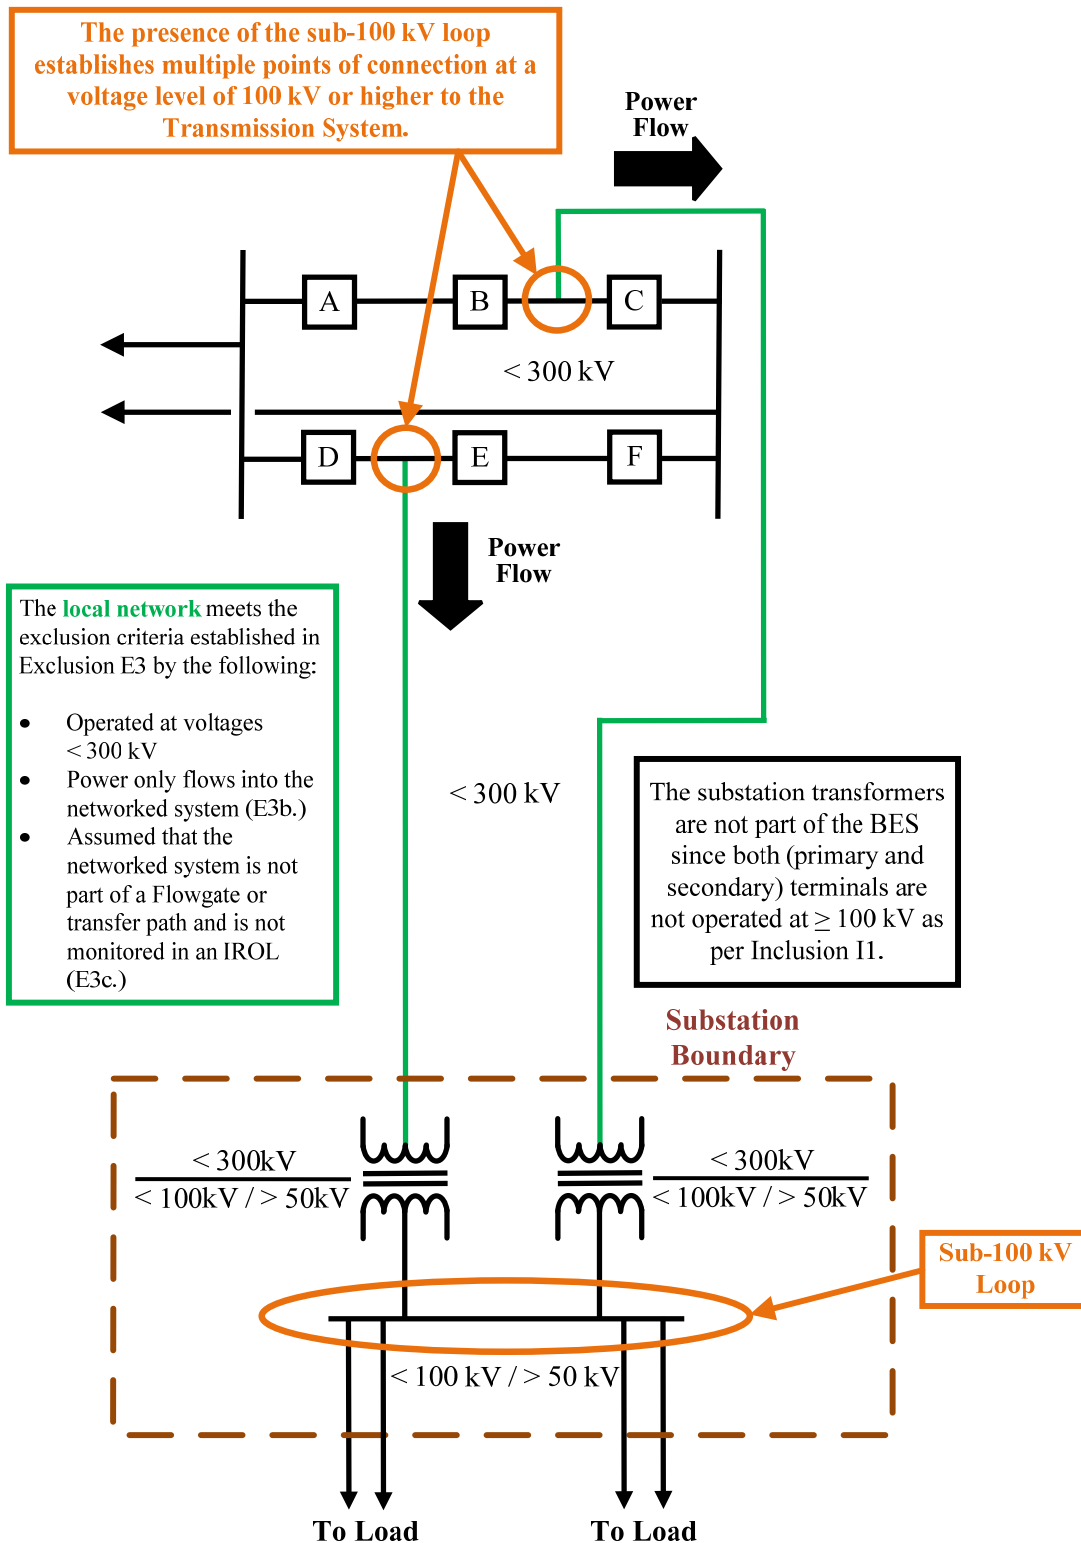 The presence of the sub-100 kV loop
establishes multiple points of connection at a
voltage level of 100 kV or higher to the
Transmission System.
Power
Flow
A
B
C
< 300 kV
D
E
F
Power
Flow
The local network meets the
exclusion criteria established in
Exclusion E3 by the following:
• Operated at voltages
< 300 kV
• Power only flows into the
networked system (E3b.)
• Assumed that the
networked system is not
part of a Flowgate or
transfer path and is not
monitored in an IROL
(E3c.)
< 300 kV
The substation transformers
are not part of the BES
since both (primary and
secondary) terminals are
not operated at ≥ 100 kV as
per Inclusion I1.
Substation
Boundary
< 300kV
< 100kV / > 50kV
< 300kV
< 100kV / > 50kV
Sub-100 kV
Loop
< 100 kV / > 50 kV
To Load
To Load